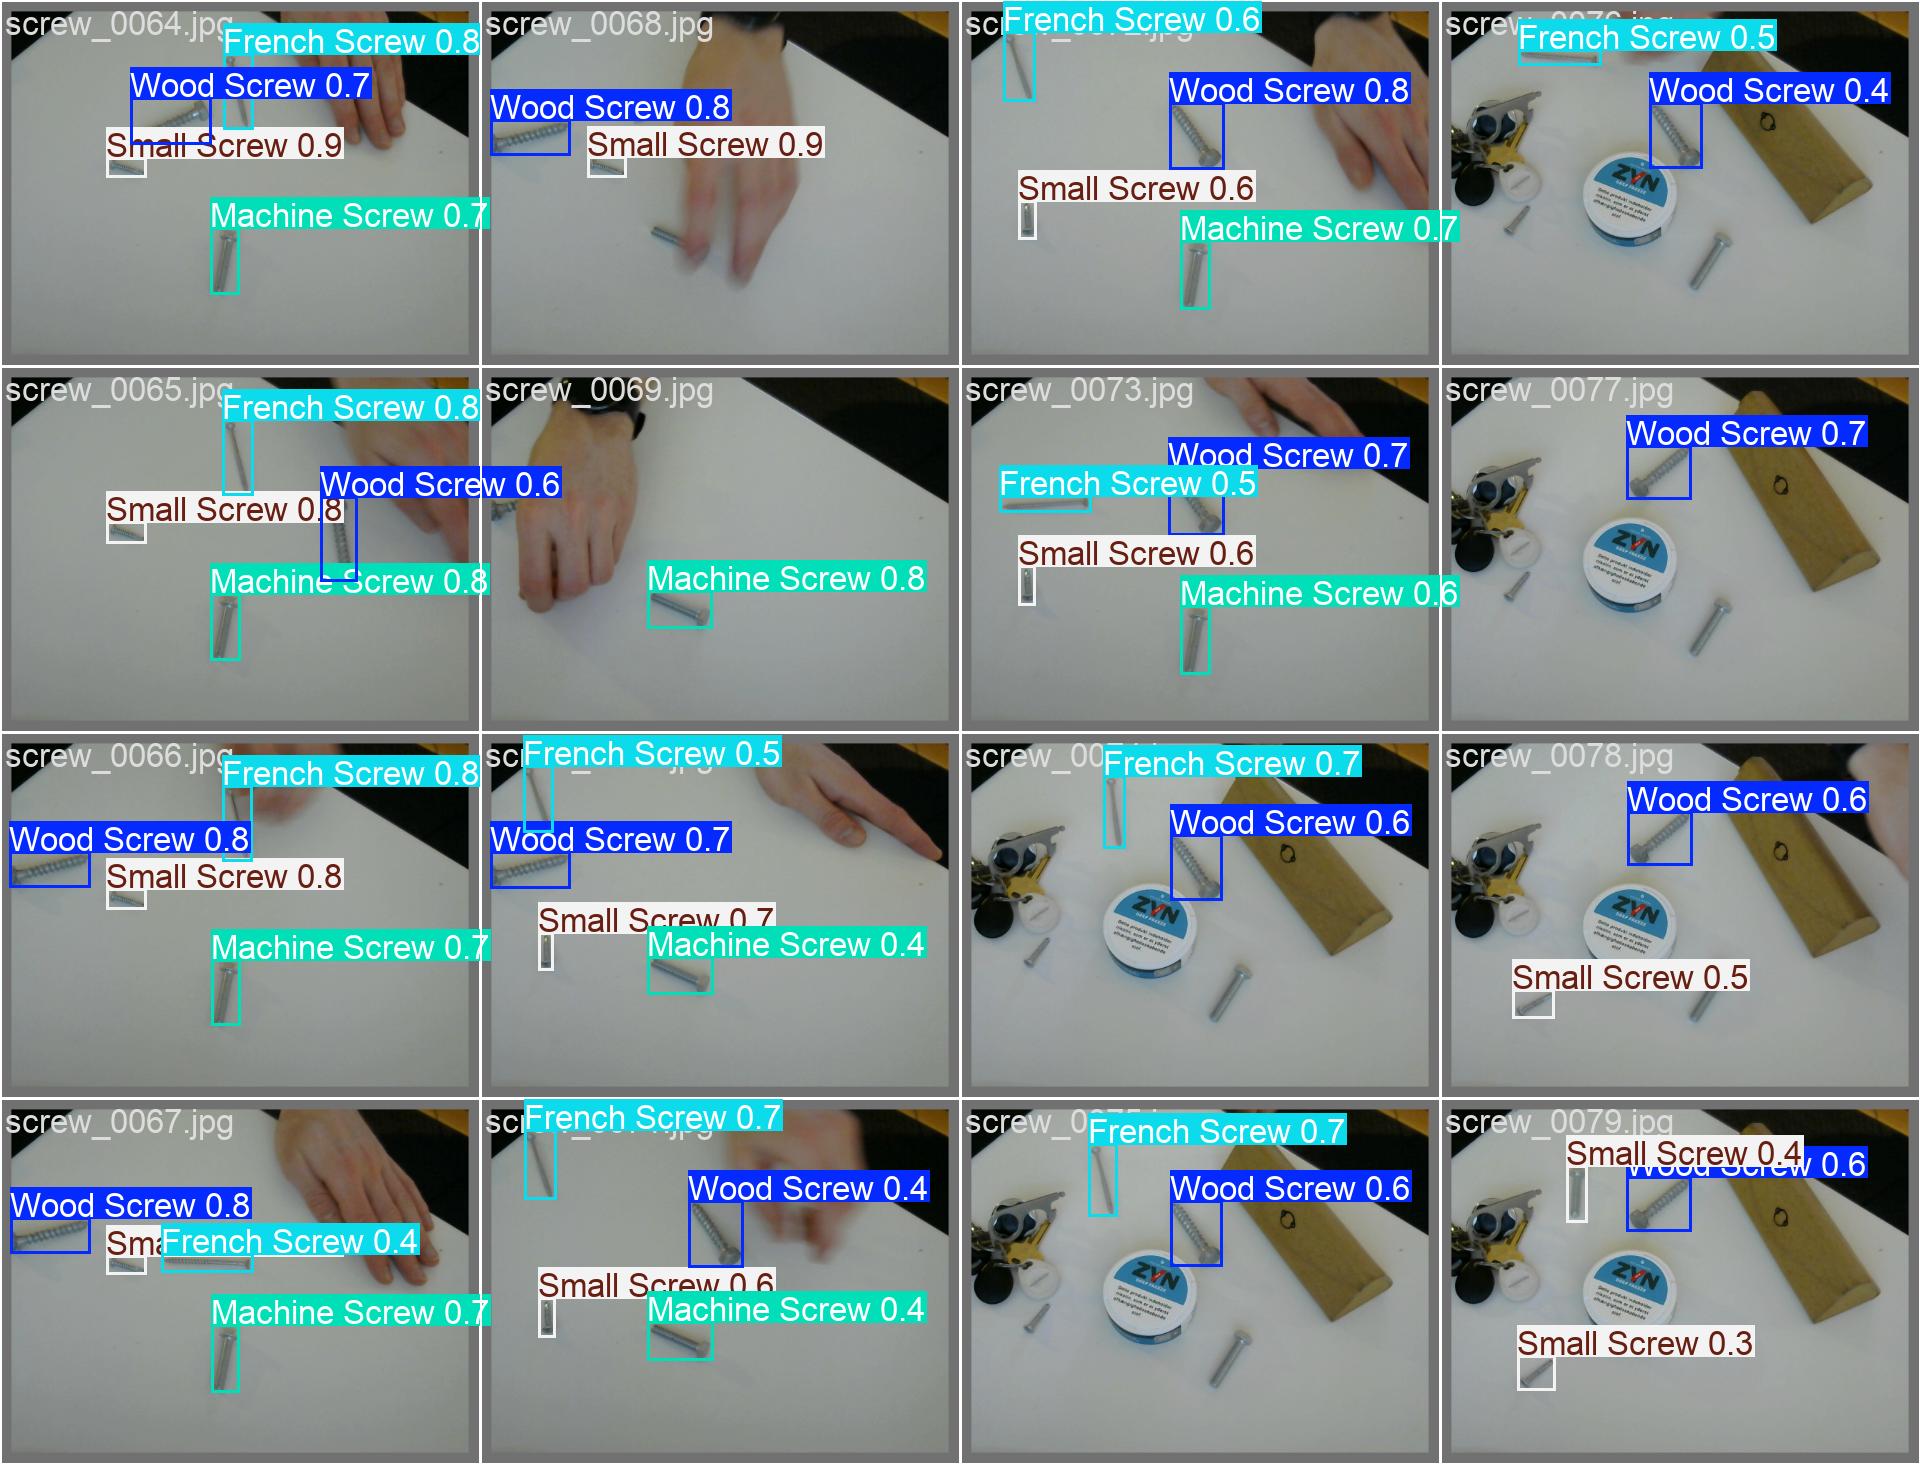 screw_0064.jpg
French Screw 0.8
Wood Screw 0.7
Small Screw 0.9
Machine Screw 0.7
screw_0068.jpg
Wood Screw 0.8
Small Screw 0.9
French Screw 0.6
Wood Screw 0.8
Small Screw 0.6
Machine Screw 0.7
screw_0076.jpg
French Screw 0.5
Wood Screw 0.4
ZYN
screw_0065.jpg
French Screw 0.8
Wood Screw 0.6
Small Screw 0.8
Machine Screw 0.8
screw_0069.jpg
Machine Screw 0.8
screw_0073.jpg
Wood Screw 0.7
French Screw 0.5
Small Screw 0.6
Machine Screw 0.6
screw_0077.jpg
Wood Screw 0.7
ZYN
screw_0066.jpg
French Screw 0.8
Wood Screw 0.8
Small Screw 0.8
Machine Screw 0.7
French Screw 0.5
Wood Screw 0.7
Small Screw 0.7
Machine Screw 0.4
French Screw 0.7
Wood Screw 0.6
ZYN
screw_0078.jpg
Wood Screw 0.6
ZYN
Small Screw 0.5
screw_0067.jpg
Wood Screw 0.8
French Screw 0.4
Machine Screw 0.7
French Screw 0.7
Wood Screw 0.4
Small Screw 0.6
Machine Screw 0.4
French Screw 0.7
Wood Screw 0.6
ZYN
screw_0079.jpg
Small Screw 0.4
Wood Screw 0.6
ZYN
Small Screw 0.3